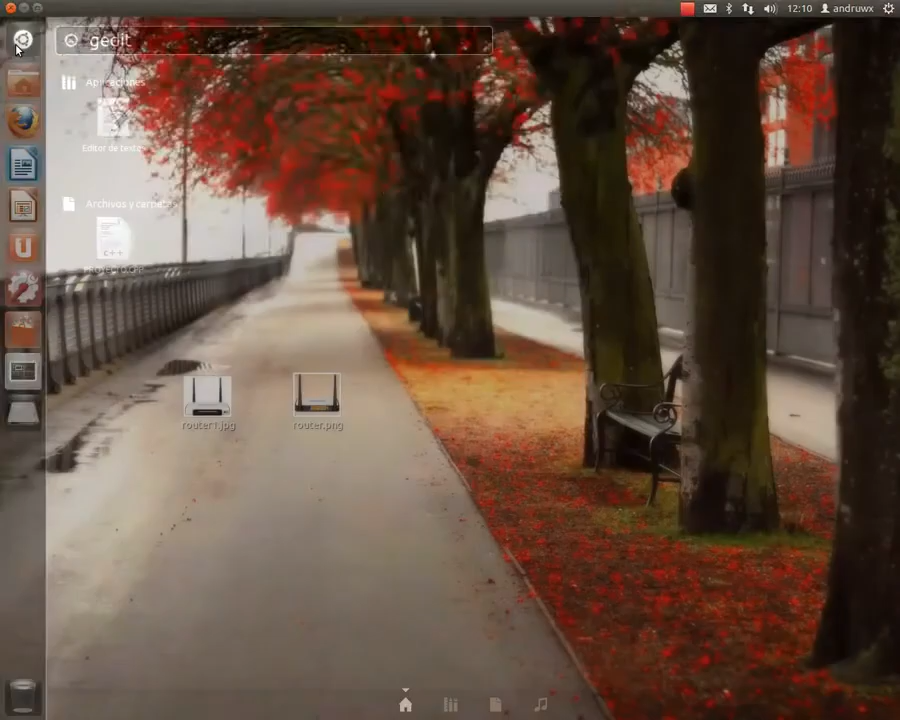 12:10 andruwx
gedit
Aplicaciones
Editor de texto
Archivos y carpetas
router1.jpg
router.png